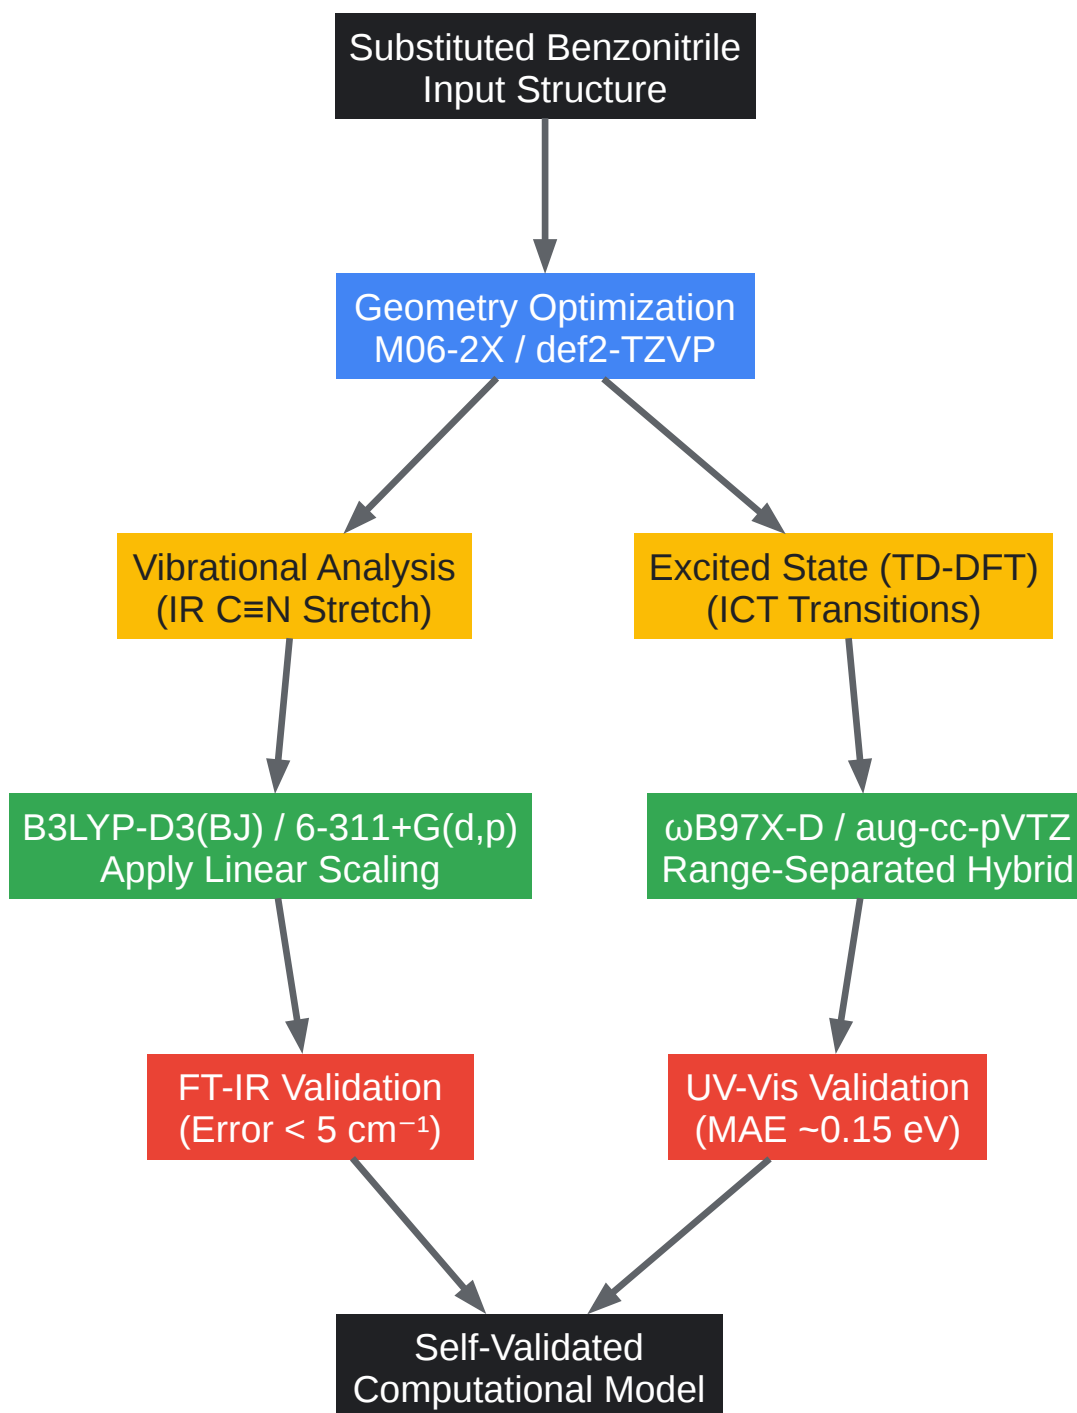 Substituted Benzonitrile
Input Structure
Geometry Optimization
M06-2X / def2-TZVP
Vibrational Analysis
(IR C≡N Stretch)
Excited State (TD-DFT)
(ICT Transitions)
B3LYP-D3(BJ) / 6-311+G(d,p)
Apply Linear Scaling
ωB97X-D / aug-cc-pVTZ
Range-Separated Hybrid
FT-IR Validation
(Error < 5 cm⁻¹)
UV-Vis Validation
(MAE ~0.15 eV)
Self-Validated
Computational Model